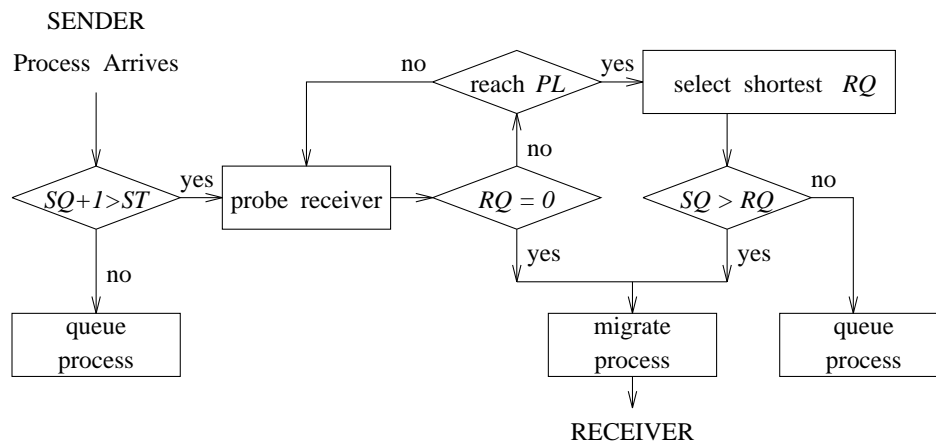 SENDER
Process Arrives
no
reach PL
yes
select shortest RQ
no
SQ+1>ST
yes
probe receiver
RQ = 0
SQ > RQ
no
no
yes
yes
queue
process
migrate
process
queue
process
RECEIVER